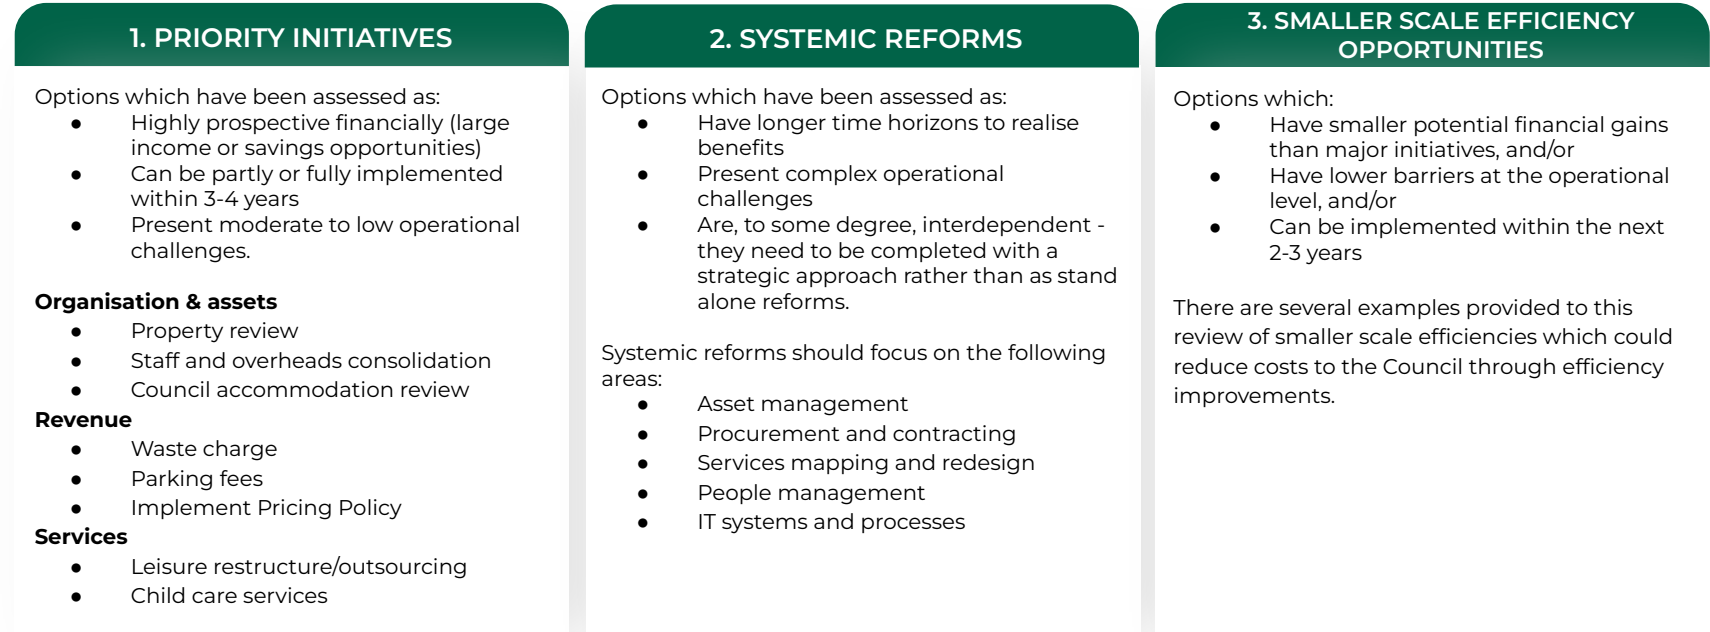 1. PRIORITY INITIATIVES
Options which have been assessed as:
● Highly prospective financially (large
income or savings opportunities)
● Can be partly or fully implemented
within 3-4 years
● Present moderate to low operational
challenges.
Organisation & assets
● Property review
● Staff and overheads consolidation
● Council accommodation review
Revenue
● Waste charge
● Parking fees
● Implement Pricing Policy
Services
● Leisure restructure/outsourcing
● Child care services
2. SYSTEMIC REFORMS
Options which have been assessed as:
● Have longer time horizons to realise
benefits
● Present complex operational
challenges
● Are, to some degree, interdependent -
they need to be completed with a
strategic approach rather than as stand
alone reforms.
Systemic reforms should focus on the following
areas:
● Asset management
● Procurement and contracting
● Services mapping and redesign
● People management
● IT systems and processes
3. SMALLER SCALE EFFICIENCY
OPPORTUNITIES
Options which:
● Have smaller potential financial gains
than major initiatives, and/or
● Have lower barriers at the operational
level, and/or
● Can be implemented within the next
2-3 years
There are several examples provided to this
review of smaller scale efficiencies which could
reduce costs to the Council through efficiency
improvements.